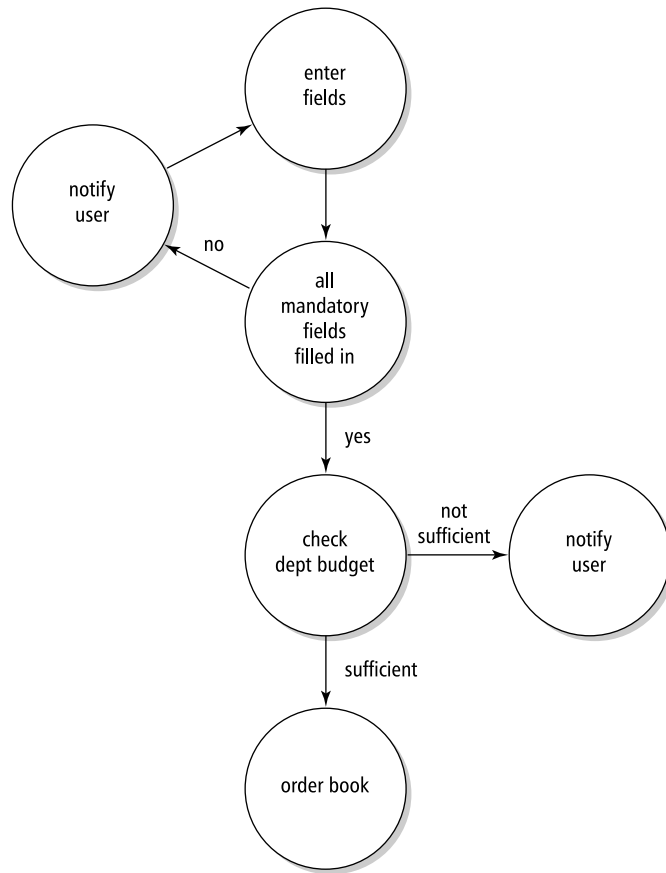 enter
fields
notify
user
no
all
mandatory
fields
filled in
yes
check
dept budget
not
sufficient
notify
user
sufficient
order book